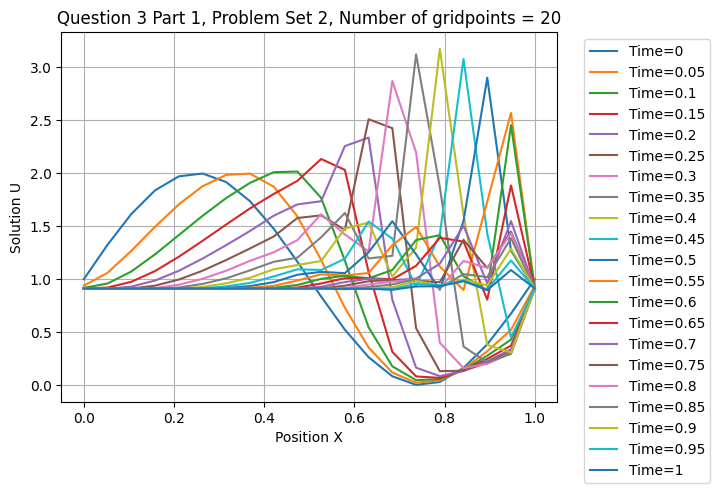 Question 3 Part 1, Problem Set 2, Number of gridpoints = 20
Solution U
3.0
2.5
2.0
1.5
1.0
0.5
0.0
0.0
0.2
0.4
0.6
0.8
1.0
Position X
Time=0
Time=0.05
Time=0.1
Time=0.15
Time=0.2
Time=0.25
Time=0.3
Time=0.35
Time=0.4
Time=0.45
Time=0.5
Time=0.55
Time=0.6
Time=0.65
Time=0.7
Time=0.75
Time=0.8
Time=0.85
Time=0.9
Time=0.95
Time=1